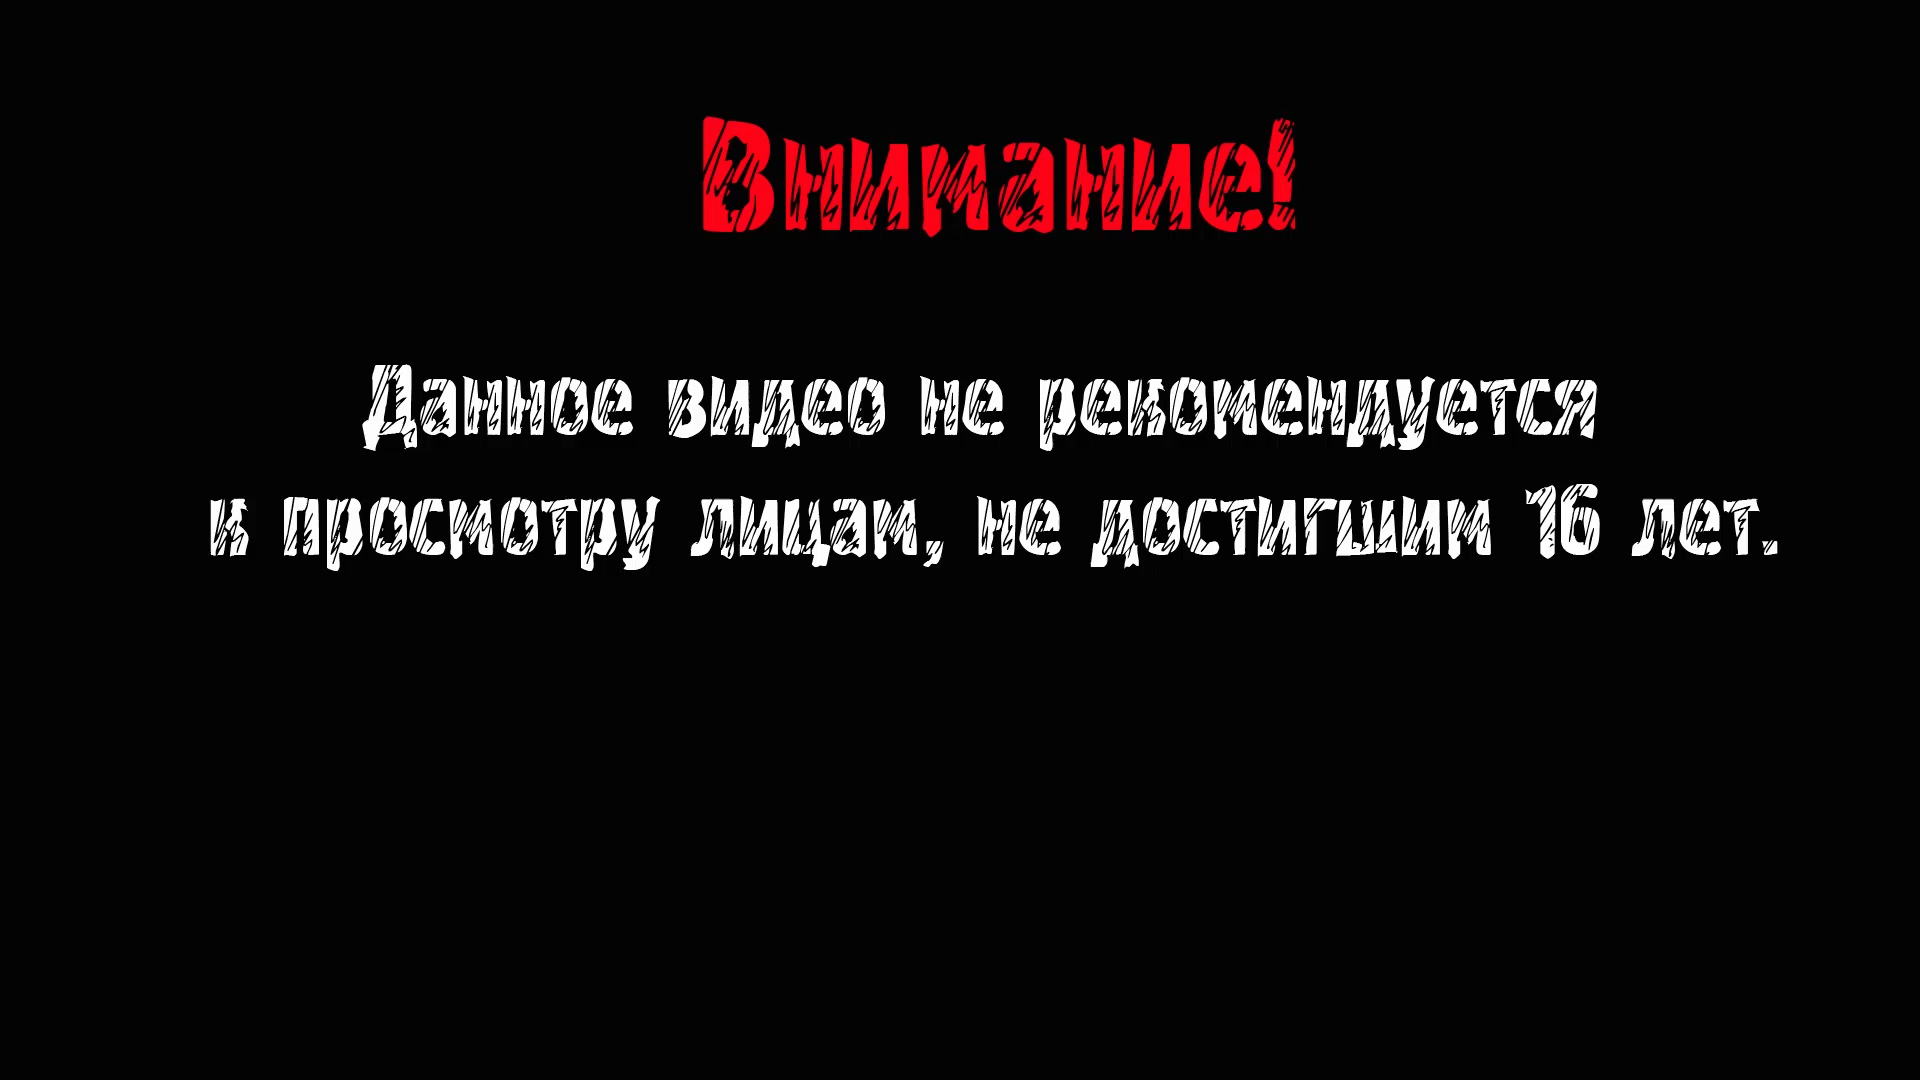 Внимание!
Данное видео не рекомендуется
к просмотру лицам, не достигшим 16 лет.